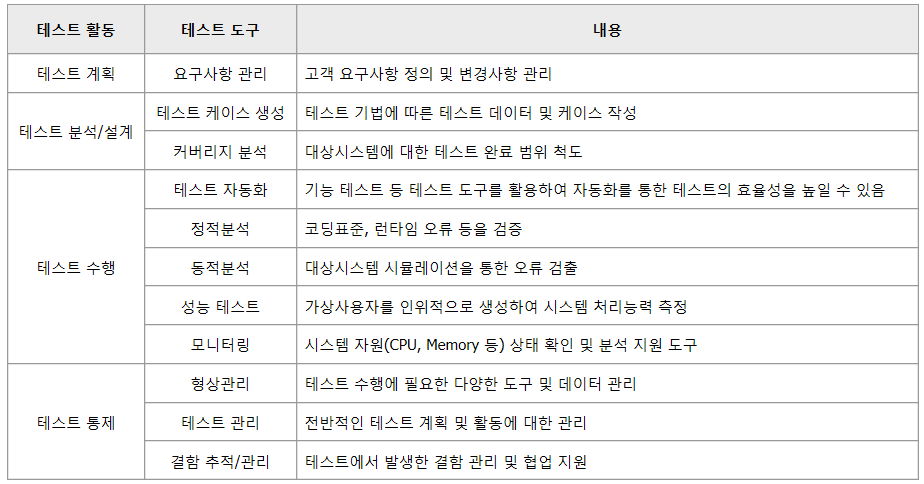 테스트 활동 테스트 도구 내용
테스트 계획 요구사항 관리 고객 요구사항 정의 및 변경사항 관리
테스트 분석/설계 테스트 케이스 생성 테스트 기법에 따른 테스트 데이터 및 케이스 작성
커버리지 분석 대상시스템에 대한 테스트 완료 범위 척도
테스트 수행 테스트 자동화 기능 테스트 등 테스트 도구를 활용하여 자동화를 통한 테스트의 효율성을 높일 수 있음
정적분석 코딩표준, 런타임 오류 등을 검증
동적분석 대상시스템 시뮬레이션을 통한 오류 검출
성능 테스트 가상사용자를 인위적으로 생성하여 시스템 처리능력 측정
모니터링 시스템 자원(CPU, Memory 등) 상태 확인 및 분석 지원 도구
테스트 통제 형상관리 테스트 수행에 필요한 다양한 도구 및 데이터 관리
테스트 관리 전반적인 테스트 계획 및 활동에 대한 관리
결함 추적/관리 테스트에서 발생한 결함 관리 및 협업 지원